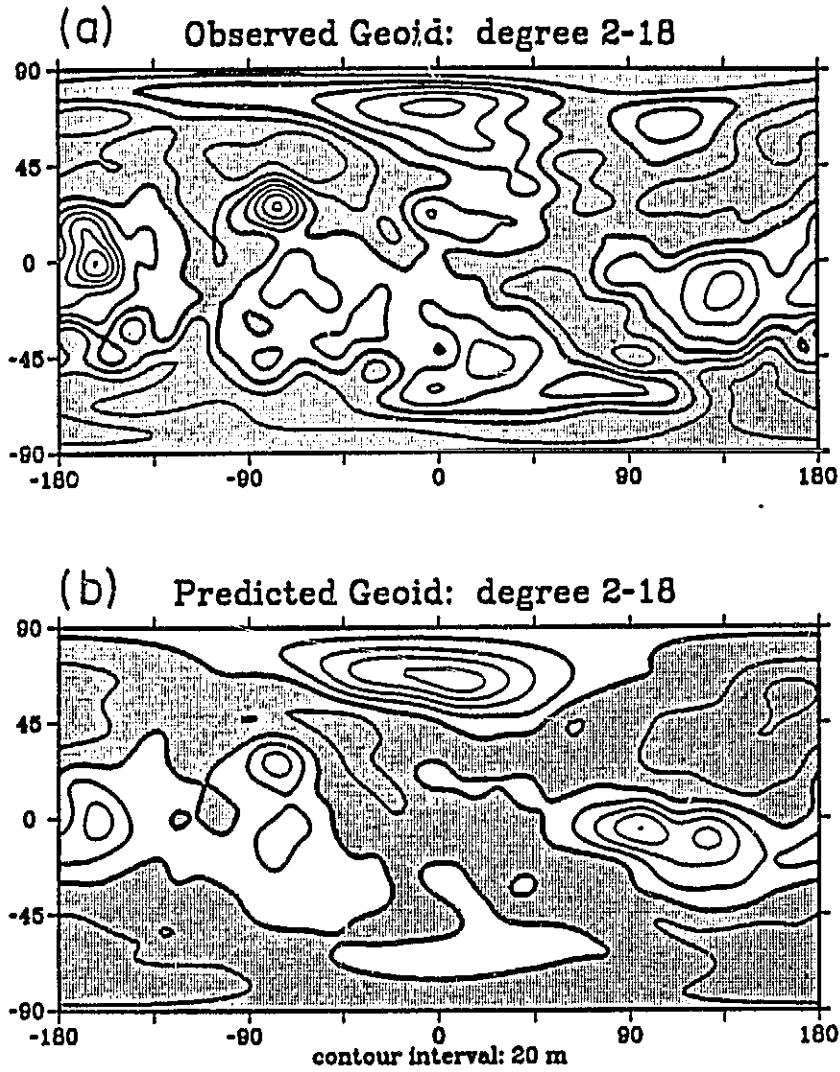 (a) Observed Geoid: degree 2-18
90
45
0
-45
-90
-180 -90 0 90 180
(b) Predicted Geoid: degree 2-18
90
45
0
-45
-90
-180 -90 0 90 180
contour interval: 20 m